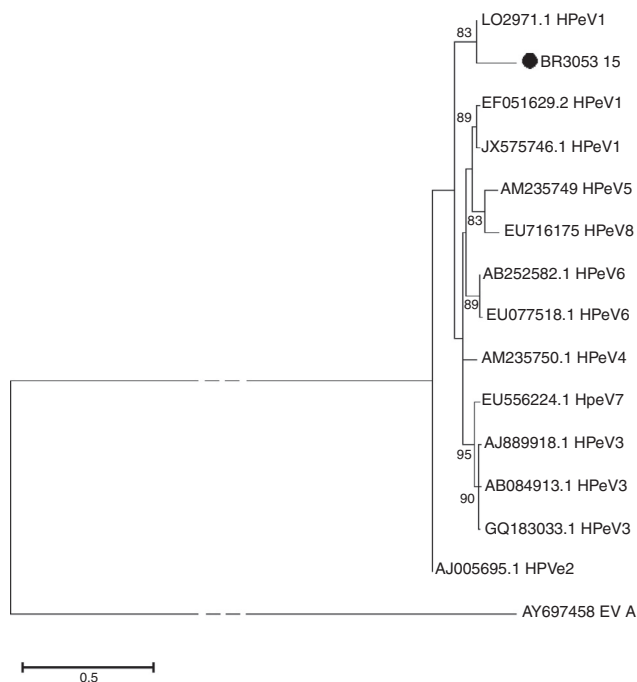 LO2971.1 HPeV1
83
BR3053 15
EF051629.2 HPeV1
89
JX575746.1 HPeV1
AM235749 HPeV5
83
EU716175 HPeV8
AB252582.1 HPeV6
89
EU077518.1 HPeV6
AM235750.1 HPeV4
EU556224.1 HpeV7
AJ889918.1 HPeV3
95
AB084913.1 HPeV3
90
GQ183033.1 HPeV3
AJ005695.1 HPVe2
AY697458 EV A
0.5